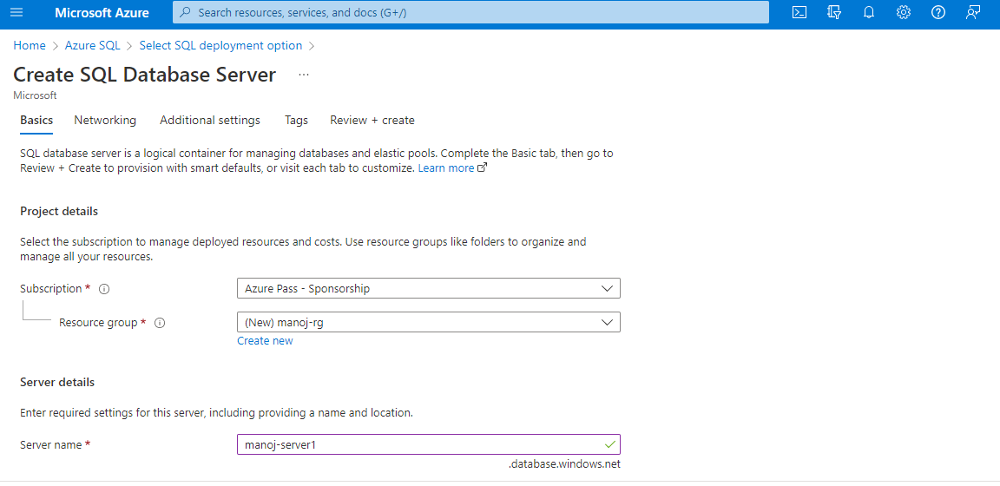 Microsoft Azure
Search resources, services, and docs (G+/)
Home > Azure SQL > Select SQL deployment option >
Create SQL Database Server ...
Microsoft
Basics Networking Additional settings Tags Review + create
SQL database server is a logical container for managing databases and elastic pools. Complete the Basic tab, then go to
Review + Create to provision with smart defaults, or visit each tab to customize. Learn more
Project details
Select the subscription to manage deployed resources and costs. Use resource groups like folders to organize and
manage all your resources.
Subscription * Azure Pass - Sponsorship
Resource group * (New) manoj-rg
Create new
Server details
Enter required settings for this server, including providing a name and location.
Server name * manoj-server1
.database.windows.net